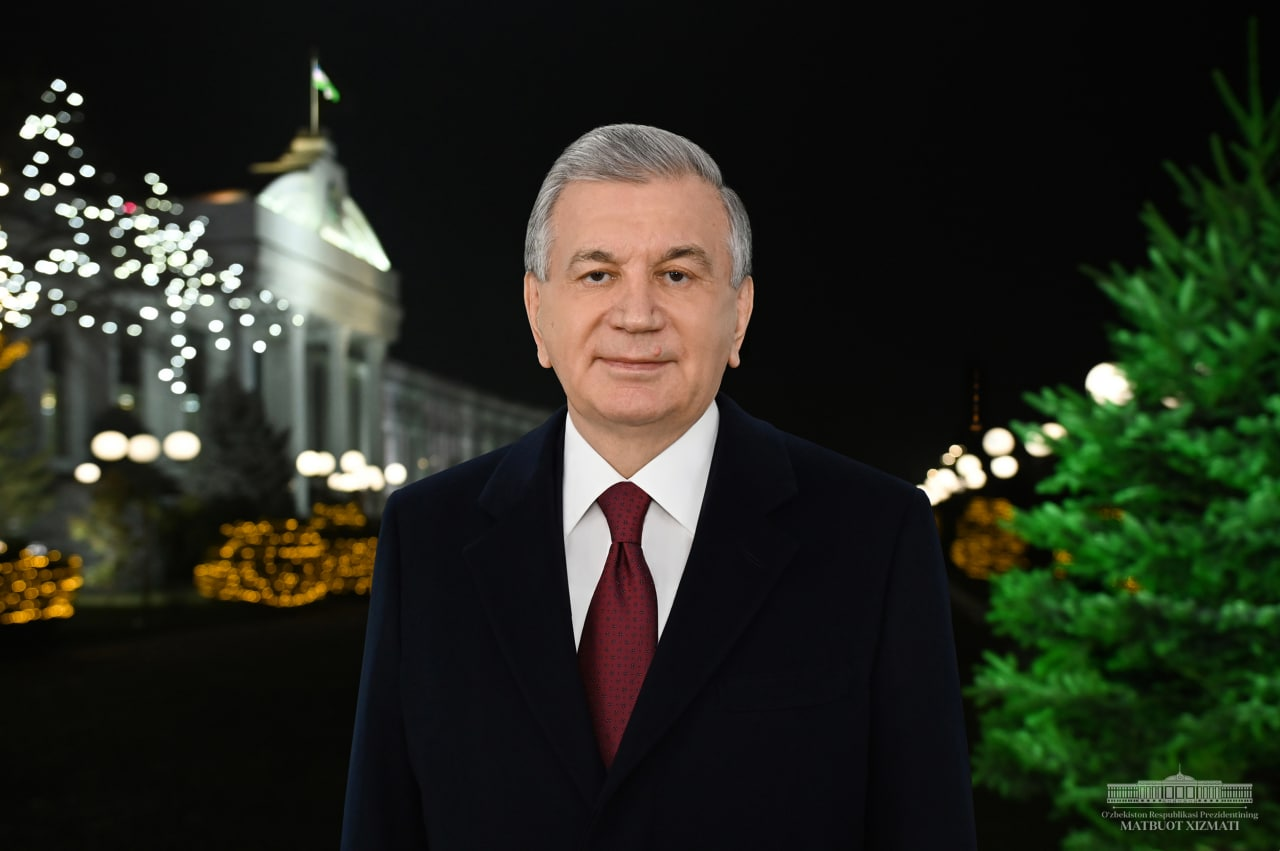 O'zbekiston Respublikasi Prezidentining
MATBUOT XIZMATI